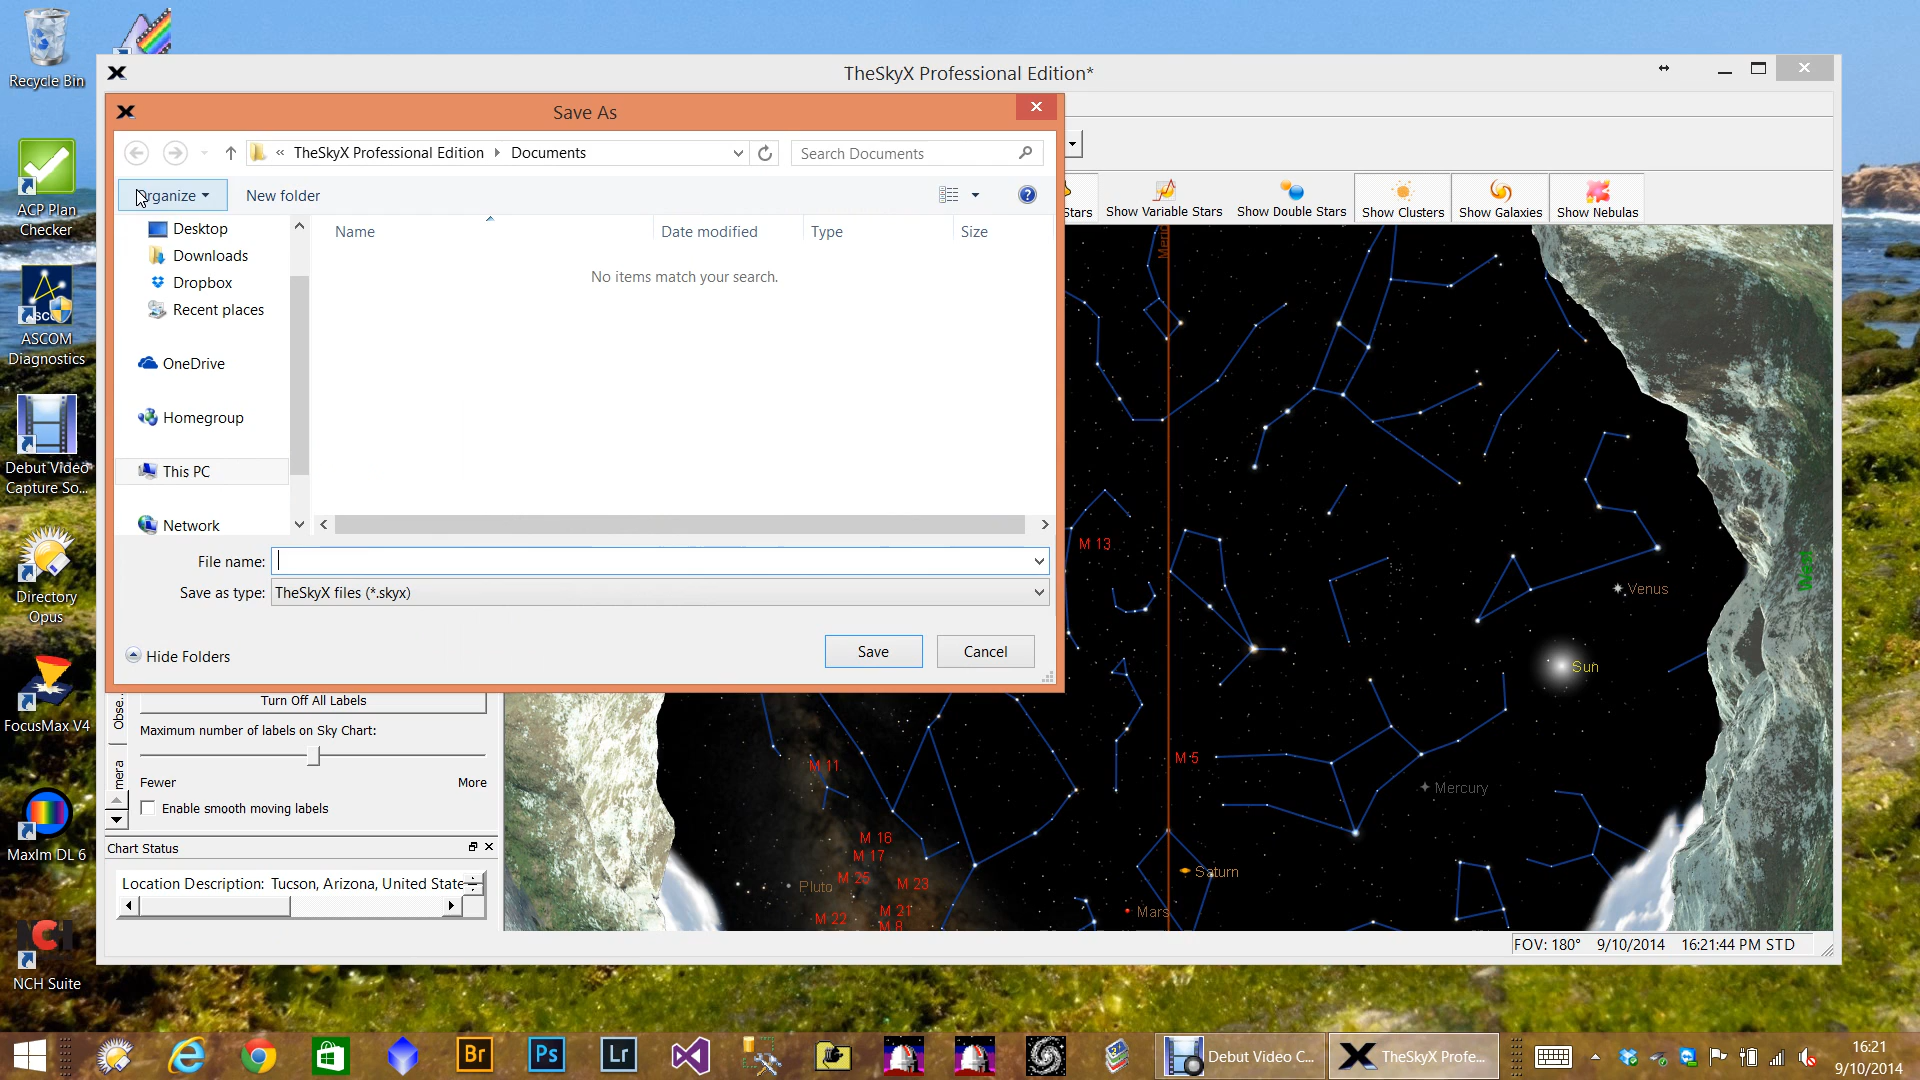 Recycle Bin
ACP Plan
Checker
ASCOM
Diagnostics
Debut Video
Capture So...
Directory
Opus
FocusMax V4
MaxIm DL 6
NCH Suite
TheSkyX Professional Edition*
Save As
« TheSkyX Professional Edition Documents
Search Documents
Organize
New folder
Desktop
Downloads
Dropbox
Recent places
OneDrive
Homegroup
This PC
Network
Name Date modified Type Size
No items match your search.
File name:
Save as type: TheSkyX files (*.skyx)
Hide Folders
Save Cancel
Stars
Show Variable Stars
Show Double Stars
Show Clusters
Show Galaxies
Show Nebulas
M 13
Venus
Sun
M 5
Mercury
M 11
M 16
M 17
M 25
Pluto
M 23
M 22
M 21
M 8
Saturn
Mars
Obse...
mera
Turn Off All Labels
Maximum number of labels on Sky Chart:
Fewer More
Enable smooth moving labels
Chart Status
Location Description: Tucson, Arizona, United State
FOV: 180° 9/10/2014 16:21:44 PM STD
Br
Ps
Lr
Debut Video C...
TheSkyX Profe...
16:21
9/10/2014